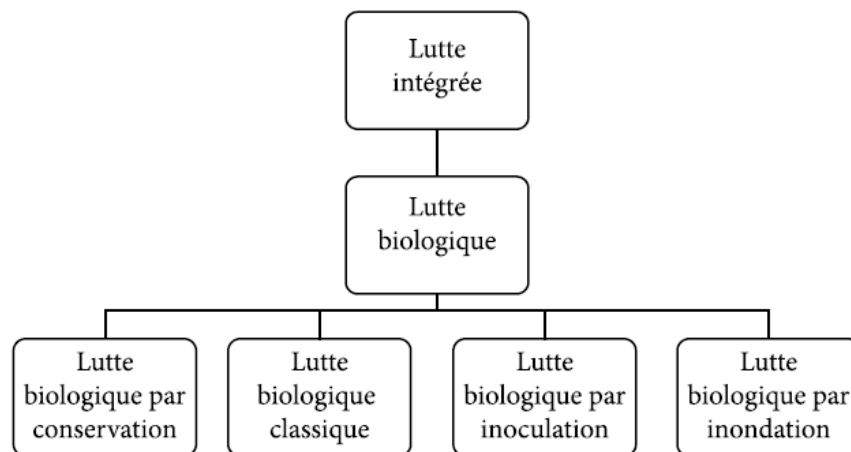 Lutte
intégrée
Lutte
biologique
Lutte
biologique par
conservation
Lutte
biologique
classique
Lutte
biologique par
inoculation
Lutte
biologique par
inondation